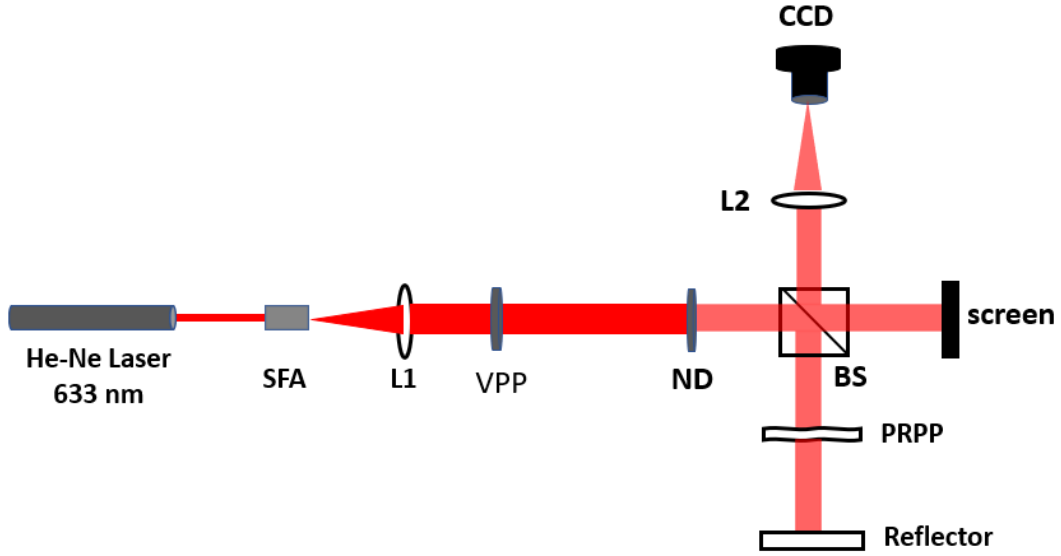 CCD
L2
screen
He-Ne Laser
633 nm
SFA
L1
VPP
ND
BS
PRPP
Reflector